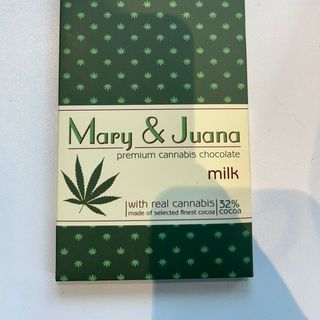 Mary & Juana
premium cannabis chocolate
milk
with real cannabis
made of selected finest cocoa
32%
cocoa